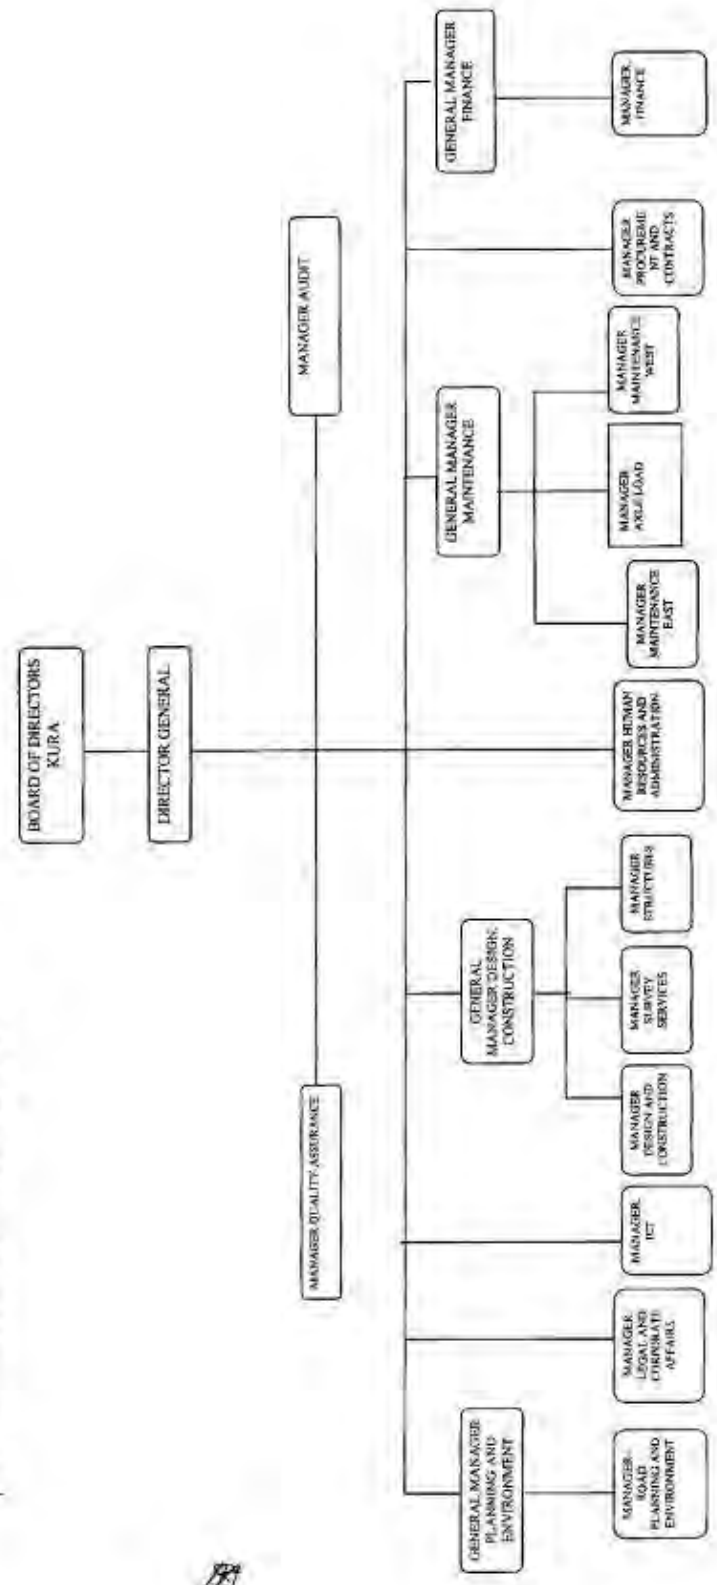 BOARD OF DIRECTORS
KURA
DIRECTOR GENERAL
MANAGER QUALITY ASSURANCE
MANAGER AUDIT
GENERAL MANAGER
PLANNING AND
ENVIRONMENT
GENERAL
MANAGER DESIGN,
CONSTRUCTION
GENERAL MANAGER
MAINTENANCE
GENERAL MANAGER
FINANCE
MANAGER-
ROAD
PLANNING AND
ENVIRONMENT
MANAGER
LEGAL AND
CORPORATE
AFFAIRS
MANAGER
ICT
MANAGER
DESIGN AND
CONSTRUCTION
MANAGER
SURVEY
SERVICES
MANAGER
STRUCTURES
MANAGER HUMAN
RESOURCES AND
ADMINISTRATION
MANAGER
MAINTENANCE
EAST
MANAGER
AXLE LOAD
MANAGER
MAINTENANCE
WEST
MANAGER
PROCUREME
NT AND
CONTRACTS
MANAGER
FINANCE